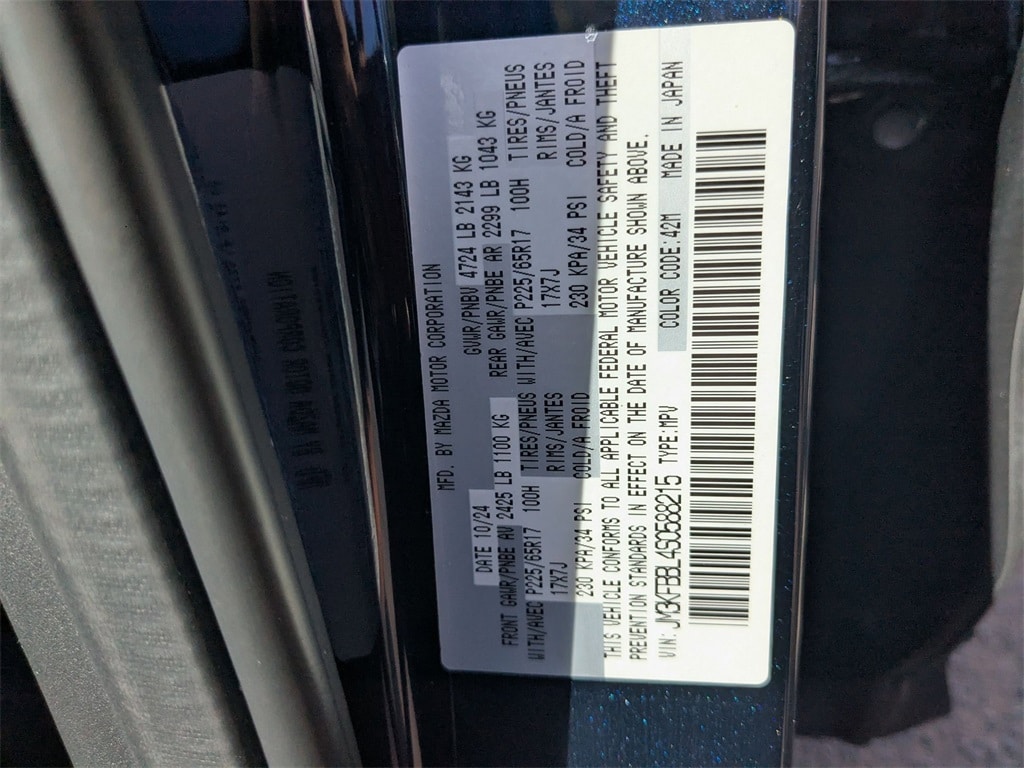 MFD. BY MAZDA MOTOR CORPORATION
DATE 10/24 GVWR/PNBV 4724 LB 2143 KG
FRONT GAWR/PNBE AV 2425 LB 1100 KG REAR GAWR/PNBE AR 2299 LB 1043 KG
WITH/AVEC P225/65R17 100H TIRES/PNEUS WITH/AVEC P225/65R17 100H TIRES/PNEUS
17X7J RIMS/JANTES 17X7J RIMS/JANTES
230 KPA/34 PSI COLD/A FROID 230 KPA/34 PSI COLD/A FROID
THIS VEHICLE CONFORMS TO ALL APPLICABLE FEDERAL MOTOR VEHICLE SAFETY AND THEFT
PREVENTION STANDARDS IN EFFECT ON THE DATE OF MANUFACTURE SHOWN ABOVE.
VIN: JM3KFBBL4S0588215 TYPE:MPV COLOR CODE:42M MADE IN JAPAN